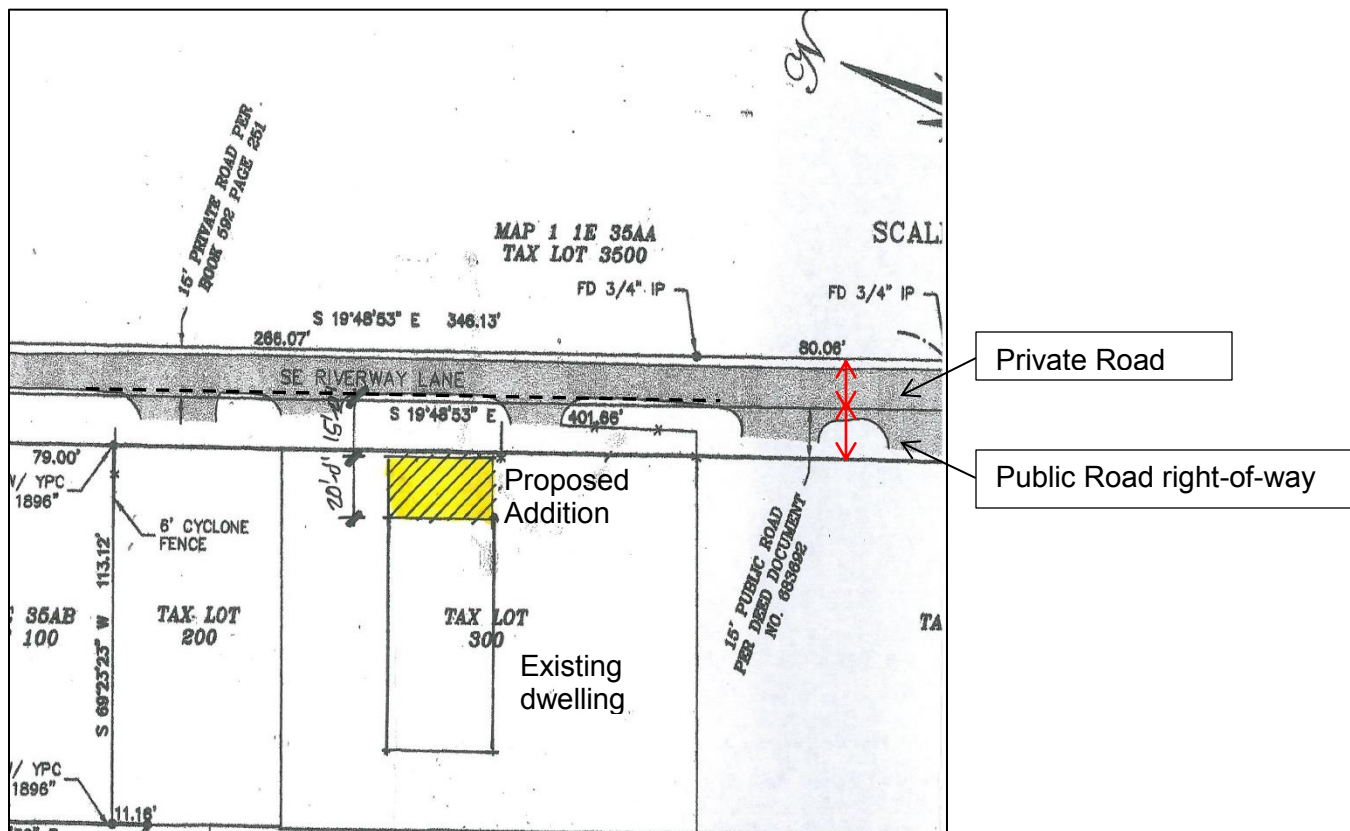 N
15' PRIVATE ROAD PER
BOOK 592 PAGE 251
MAP 1 1E 35AA
TAX LOT 3500
SCAL
FD 3/4" IP
FD 3/4" IP
S 19°48'53" E 346.13'
266.07'
80.06'
Private Road
SE RIVERWAY LANE
S 19°48'53" E
401.66'
15'-0"
79.00'
W/ YPC
1896"
20'-0"
Proposed
Addition
Public Road right-of-way
6' CYCLONE
FENCE
S 69°23'23" W 113.12'
15' PUBLIC ROAD
PER DEED DOCUMENT
NO. 683692
35AB
100
TAX LOT
200
TAX LOT
300
TA
Existing
dwelling
W/ YPC
1896"
11.16'